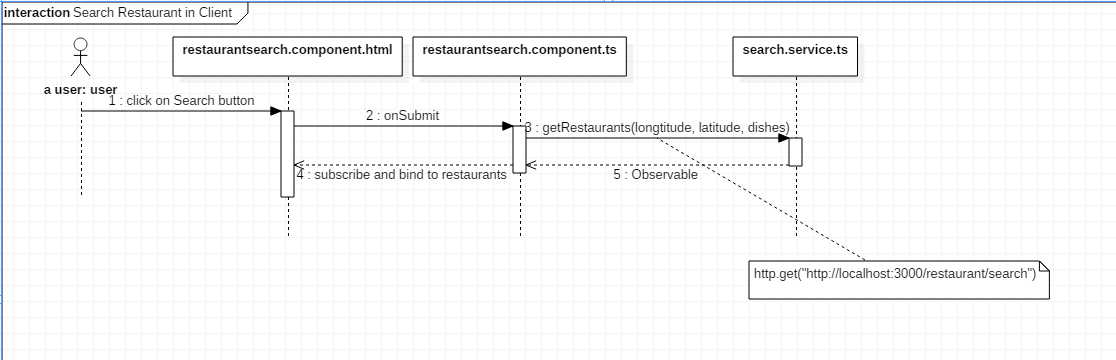 interaction Search Restaurant in Client
restaurantsearch.component.html
restaurantsearch.component.ts
search.service.ts
a user: user
1 : click on Search button
2 : onSubmit
3 : getRestaurants(longtitude, latitude, dishes)
4 : subscribe and bind to restaurants
5 : Observable
http.get("http://localhost:3000/restaurant/search")